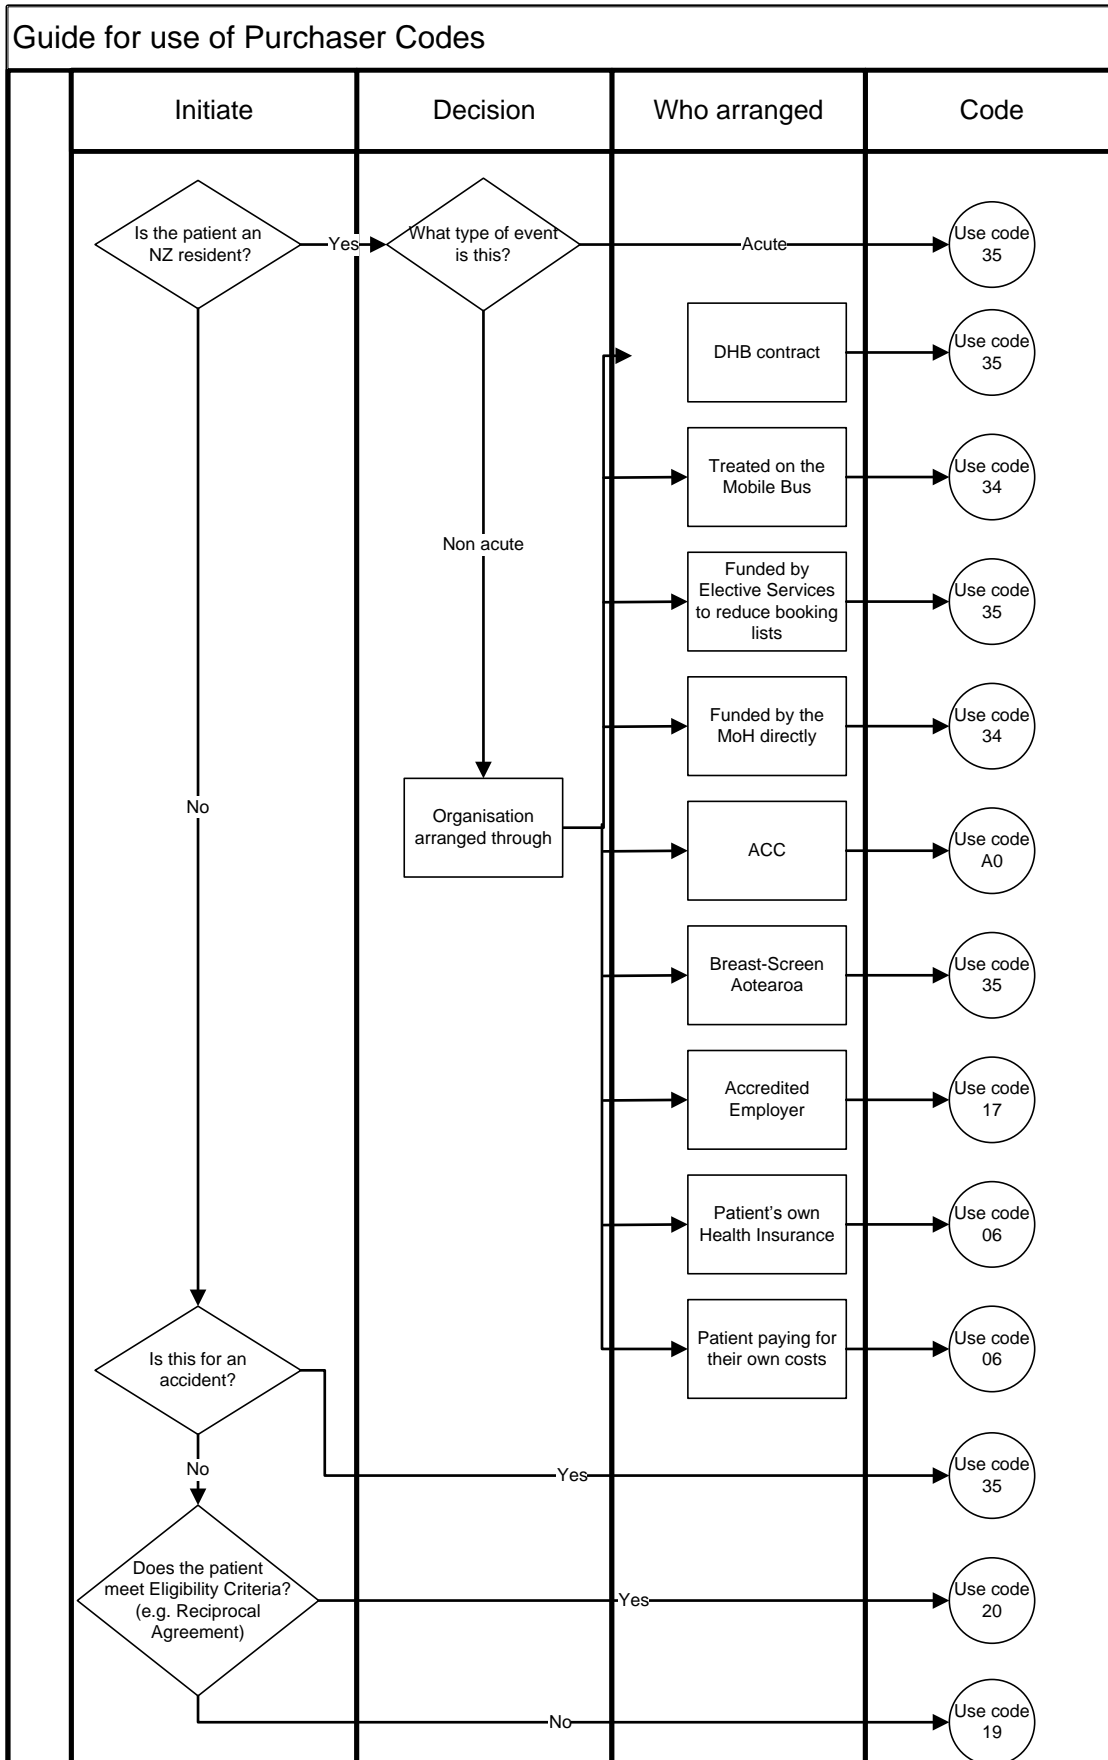 Guide for use of Purchaser Codes
Initiate
Decision
Who arranged
Code
Is the patient an
NZ resident?
Yes
What type of event
is this?
Acute
Use code
35
DHB contract
Use code
35
Treated on the
Mobile Bus
Use code
34
Non acute
Funded by
Elective Services
to reduce booking
lists
Use code
35
Funded by the
MoH directly
Use code
34
No
Organisation
arranged through
ACC
Use code
A0
Breast-Screen
Aotearoa
Use code
35
Accredited
Employer
Use code
17
Patient's own
Health Insurance
Use code
06
Patient paying for
their own costs
Use code
06
Is this for an
accident?
No
Yes
Use code
35
Does the patient
meet Eligibility Criteria?
(e.g. Reciprocal
Agreement)
Yes
Use code
20
No
Use code
19